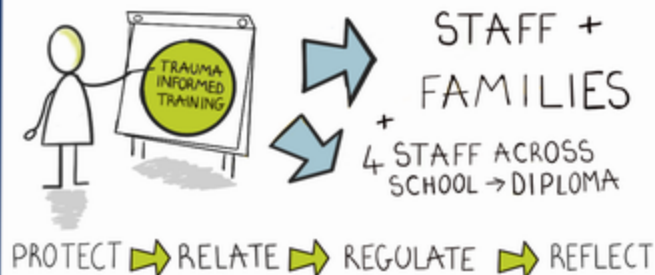 TRAUMA
INFORMED
TRAINING
STAFF +
FAMILIES
+
4 STAFF ACROSS
SCHOOL → DIPLOMA
PROTECT RELATE REGULATE REFLECT